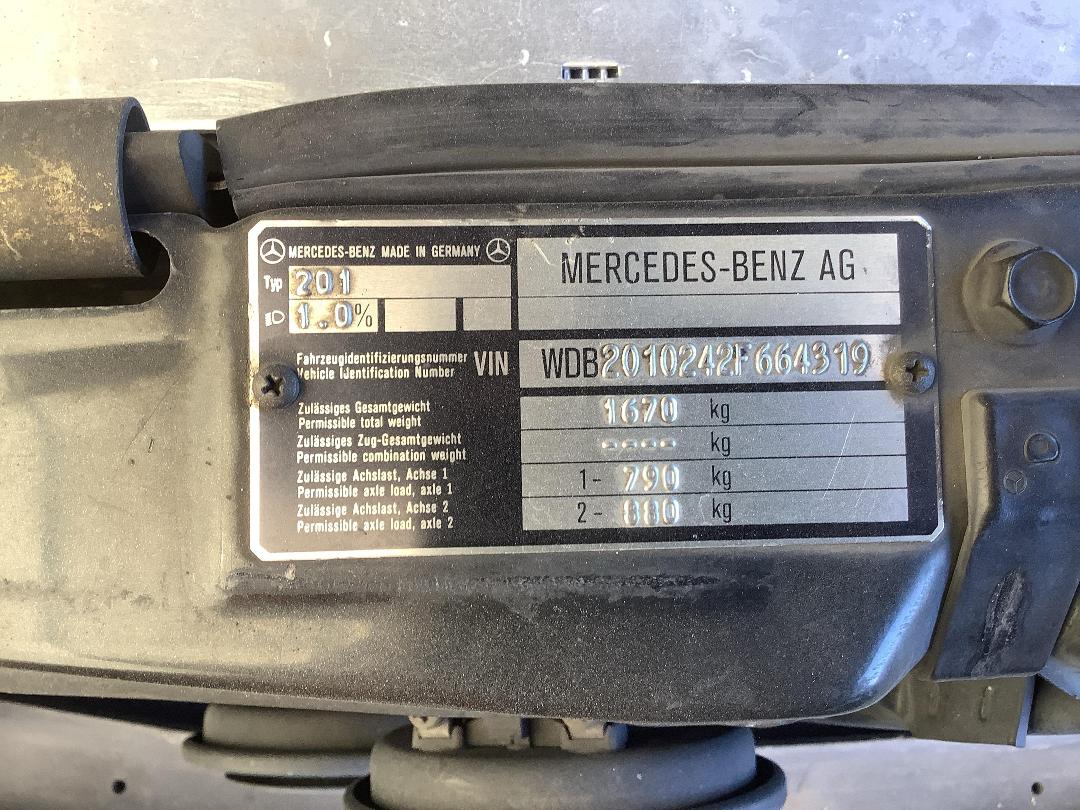 MERCEDES-BENZ MADE IN GERMANY
MERCEDES-BENZ AG
Typ 201
1.0%
Fahrzeugidentifizierungsnummer
Vehicle Identification Number
VIN WDB2010242F664319
Zulässiges Gesamtgewicht
Permissible total weight
1670 kg
Zulässiges Zug-Gesamtgewicht
Permissible combination weight
---- kg
Zulässige Achslast, Achse 1
Permissible axle load, axle 1
1- 790 kg
Zulässige Achslast, Achse 2
Permissible axle load, axle 2
2- 880 kg